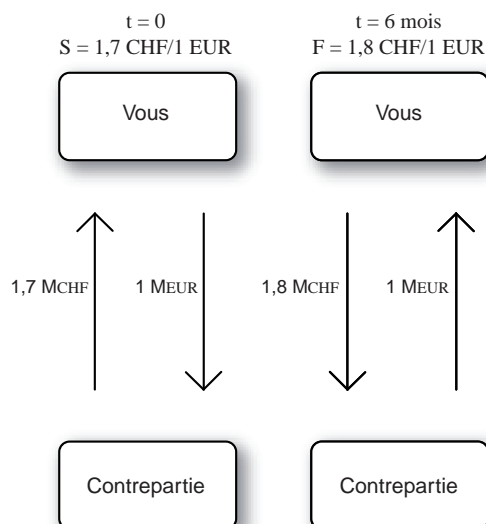 t = 0
S = 1,7 CHF/1 EUR
t = 6 mois
F = 1,8 CHF/1 EUR
Vous
Vous
1,7 MCHF
1 MEUR
1,8 MCHF
1 MEUR
Contrepartie
Contrepartie